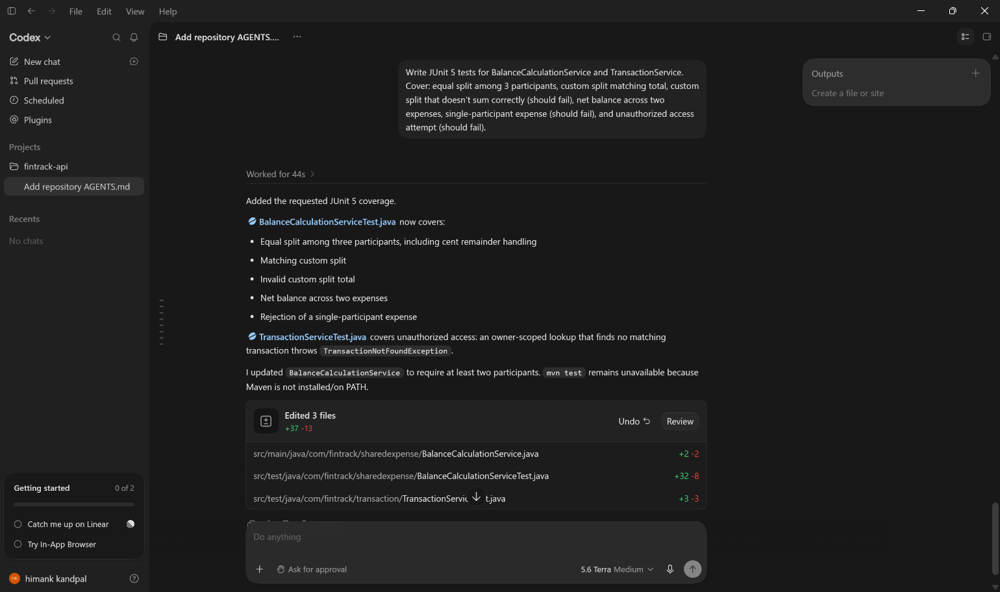 File
Edit
View
Help
Codex
New chat
Pull requests
Scheduled
Plugins
Projects
fintrack-api
Add repository AGENTS.md
Recents
No chats
Getting started
0 of 2
Catch me up on Linear
Try In-App Browser
HK
himank kandpal
Add repository AGENTS....
Write JUnit 5 tests for BalanceCalculationService and TransactionService.
Cover: equal split among 3 participants, custom split matching total, custom
split that doesn't sum correctly (should fail), net balance across two
expenses, single-participant expense (should fail), and unauthorized access
attempt (should fail).
Worked for 44s
Added the requested JUnit 5 coverage.
BalanceCalculationServiceTest.java now covers:
• Equal split among three participants, including cent remainder handling
• Matching custom split
• Invalid custom split total
• Net balance across two expenses
• Rejection of a single-participant expense
TransactionServiceTest.java covers unauthorized access: an owner-scoped lookup that finds no matching
transaction throws TransactionNotFoundException.
I updated BalanceCalculationService to require at least two participants. mvn test remains unavailable because
Maven is not installed/on PATH.
Edited 3 files
+37 -13
Undo
Review
src/main/java/com/fintrack/sharedexpense/BalanceCalculationService.java
+2 -2
src/test/java/com/fintrack/sharedexpense/BalanceCalculationServiceTest.java
+32 -8
src/test/java/com/fintrack/transaction/TransactionServic t.java
+3 -3
Do anything
Ask for approval
5.6 Terra Medium
Outputs
Create a file or site